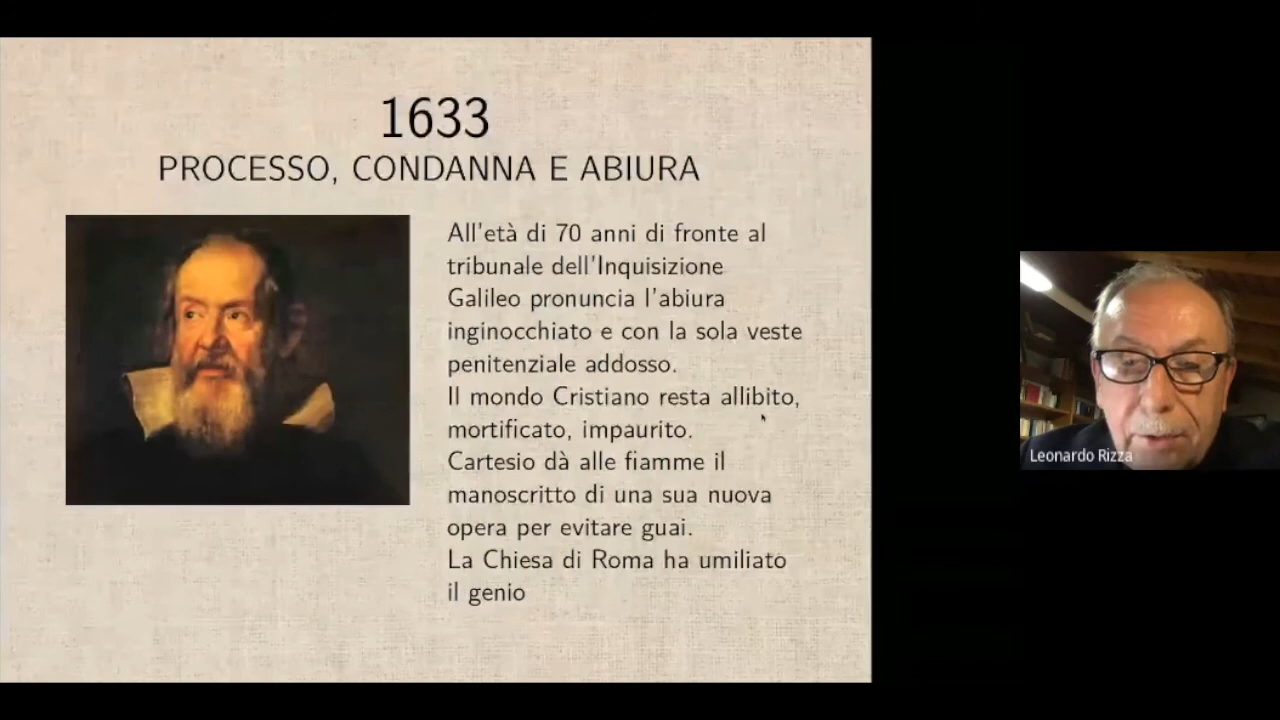 1633
PROCESSO, CONDANNA E ABIURA
All'età di 70 anni di fronte al
tribunale dell'Inquisizione
Galileo pronuncia l'abiura
inginocchiato e con la sola veste
penitenziale addosso.
Il mondo Cristiano resta allibito,
mortificato, impaurito.
Cartesio dà alle fiamme il
manoscritto di una sua nuova
opera per evitare guai.
La Chiesa di Roma ha umiliato
il genio
Leonardo Rizza